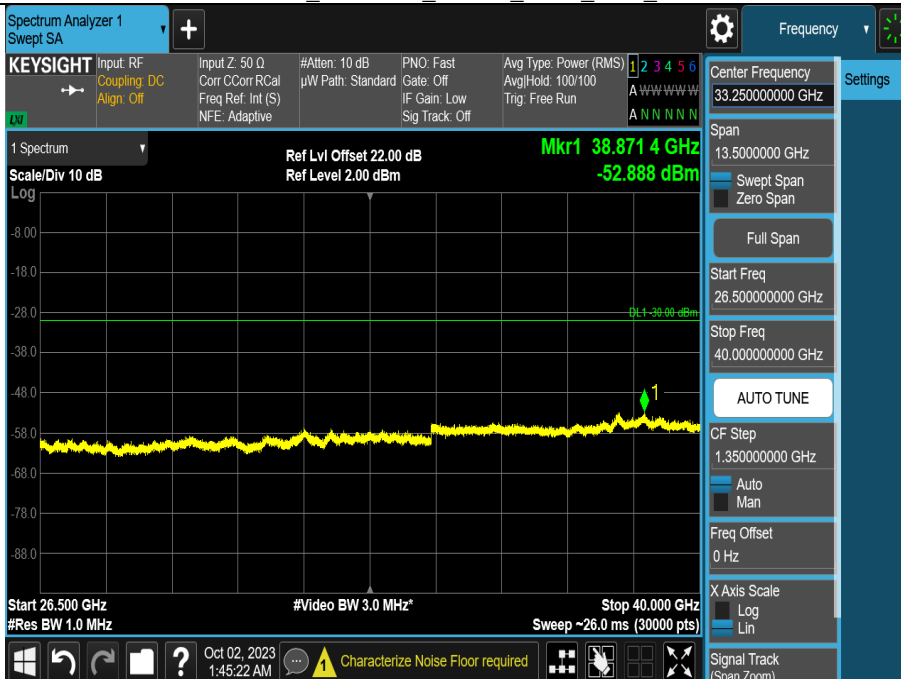 Spectrum Analyzer 1
Swept SA
+
Frequency
KEYSIGHT
LXI
Input: RF
Coupling: DC
Align: Off
Input Z: 50 Ω
Corr CCorr RCal
Freq Ref: Int (S)
NFE: Adaptive
#Atten: 10 dB
µW Path: Standard
PNO: Fast
Gate: Off
IF Gain: Low
Sig Track: Off
Avg Type: Power (RMS)
Avg|Hold: 100/100
Trig: Free Run
1 2 3 4 5 6
A W W W W W
A N N N N N
1 Spectrum
Scale/Div 10 dB
Log
Ref Lvl Offset 22.00 dB
Ref Level 2.00 dBm
Mkr1 38.871 4 GHz
-52.888 dBm
-8.00
-18.0
-28.0
DL1 -30.00 dBm
-38.0
-48.0
1
-58.0
-68.0
-78.0
-88.0
Start 26.500 GHz
#Res BW 1.0 MHz
#Video BW 3.0 MHz*
Stop 40.000 GHz
Sweep ~26.0 ms (30000 pts)
Center Frequency
33.250000000 GHz
Settings
Span
13.5000000 GHz
Swept Span
Zero Span
Full Span
Start Freq
26.500000000 GHz
Stop Freq
40.000000000 GHz
AUTO TUNE
CF Step
1.350000000 GHz
Auto
Man
Freq Offset
0 Hz
X Axis Scale
Log
Lin
Signal Track
(Span Zoom)
?
Oct 02, 2023
1:45:22 AM
1
Characterize Noise Floor required